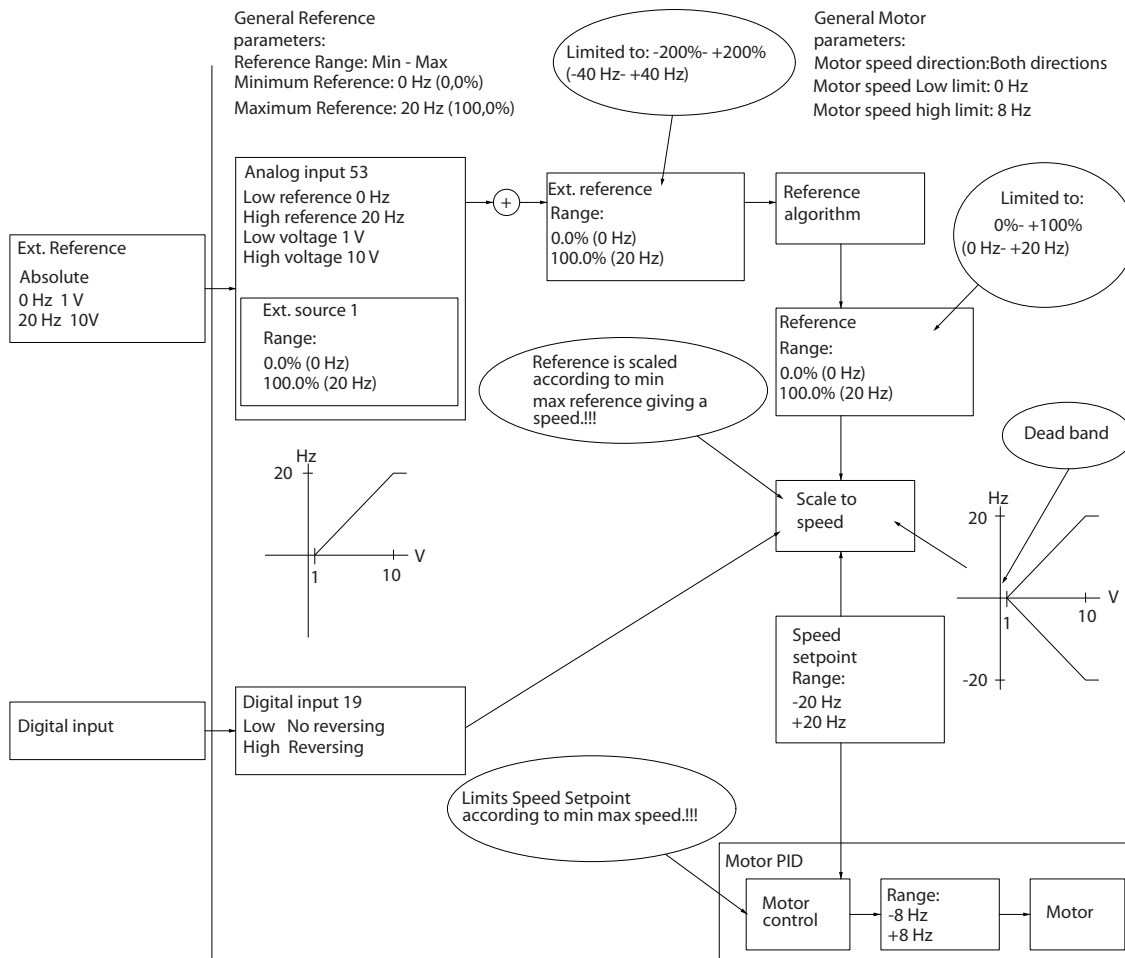 General Reference
parameters:
Reference Range: Min - Max
Minimum Reference: 0 Hz (0,0%)
Maximum Reference: 20 Hz (100,0%)
Limited to: -200%- +200%
(-40 Hz- +40 Hz)
General Motor
parameters:
Motor speed direction:Both directions
Motor speed Low limit: 0 Hz
Motor speed high limit: 8 Hz
Ext. Reference
Absolute
0 Hz 1 V
20 Hz 10V
Analog input 53
Low reference 0 Hz
High reference 20 Hz
Low voltage 1 V
High voltage 10 V
Ext. source 1
Range:
0.0% (0 Hz)
100.0% (20 Hz)
+
Ext. reference
Range:
0.0% (0 Hz)
100.0% (20 Hz)
Reference
algorithm
Limited to:
0%- +100%
(0 Hz- +20 Hz)
Reference
Range:
0.0% (0 Hz)
100.0% (20 Hz)
Reference is scaled
according to min
max reference giving a
speed.!!!
Dead band
Hz
20
1
10
V
Scale to
speed
Hz
20
V
1
10
-20
Speed
setpoint
Range:
-20 Hz
+20 Hz
Digital input
Digital input 19
Low No reversing
High Reversing
Limits Speed Setpoint
according to min max speed.!!!
Motor PID
Motor
control
Range:
-8 Hz
+8 Hz
Motor